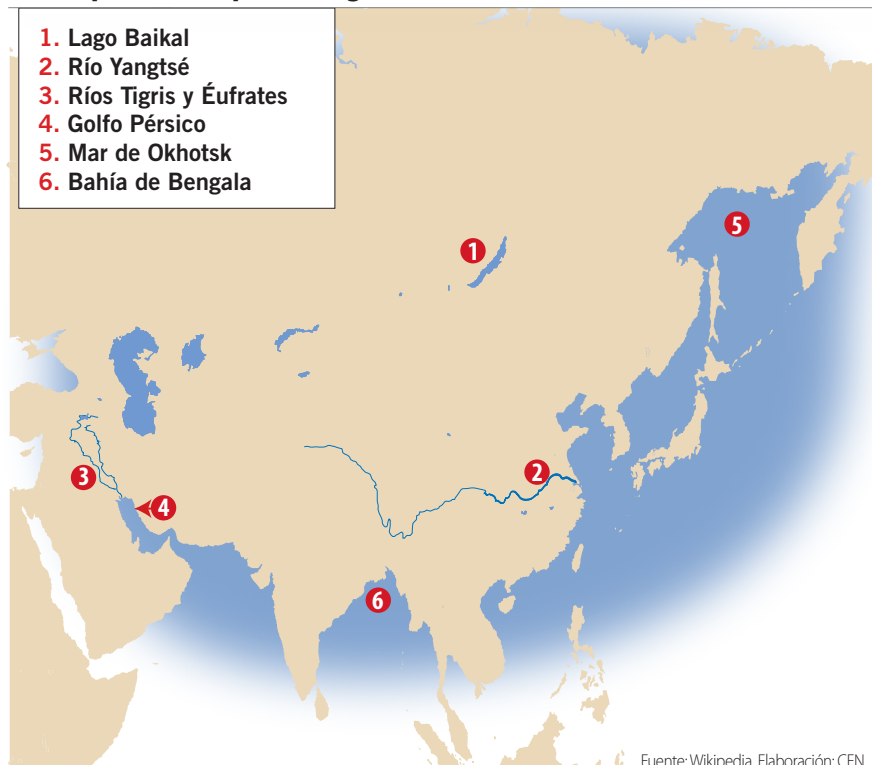 1. Lago Baikal
2. Río Yangtsé
3. Ríos Tigris y Éufrates
4. Golfo Pérsico
5. Mar de Okhotsk
6. Bahía de Bengala
5
1
2
3
4
6
Fuente: Wikipedia. Elaboración: CEN